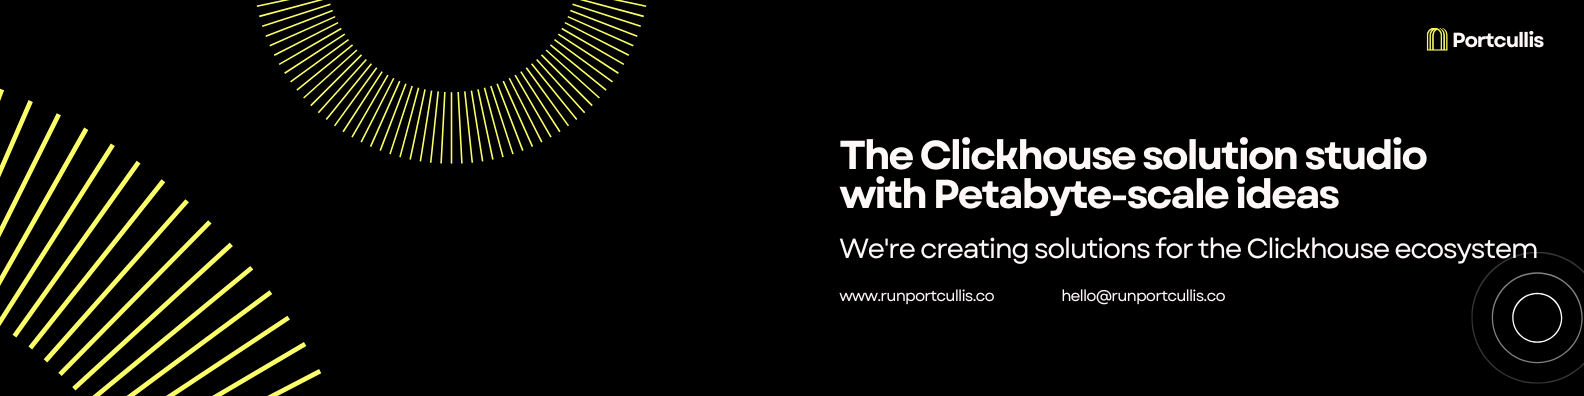 Portcullis
The Clickhouse solution studio
with Petabyte-scale ideas
We're creating solutions for the Clickhouse ecosystem
www.runportcullis.co hello@runportcullis.co